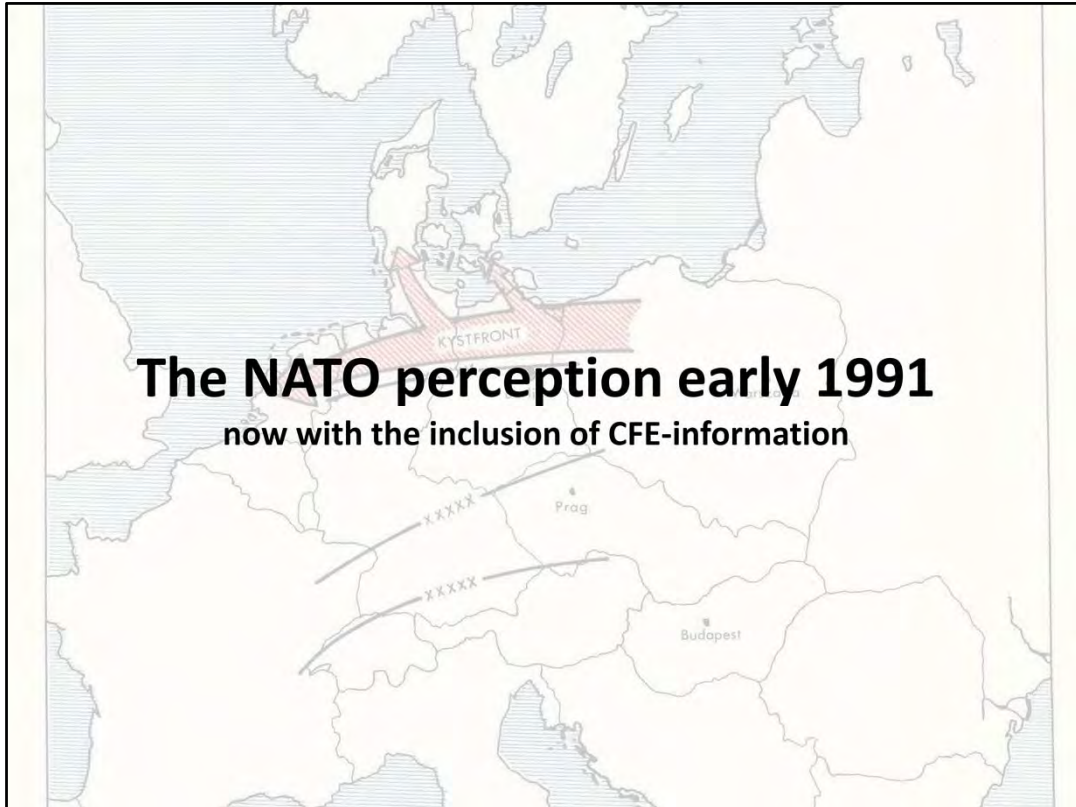 KYSTFRONT
The NATO perception early 1991
now with the inclusion of CFE-information
XXXXX
Prag
XXXXX
Budapest